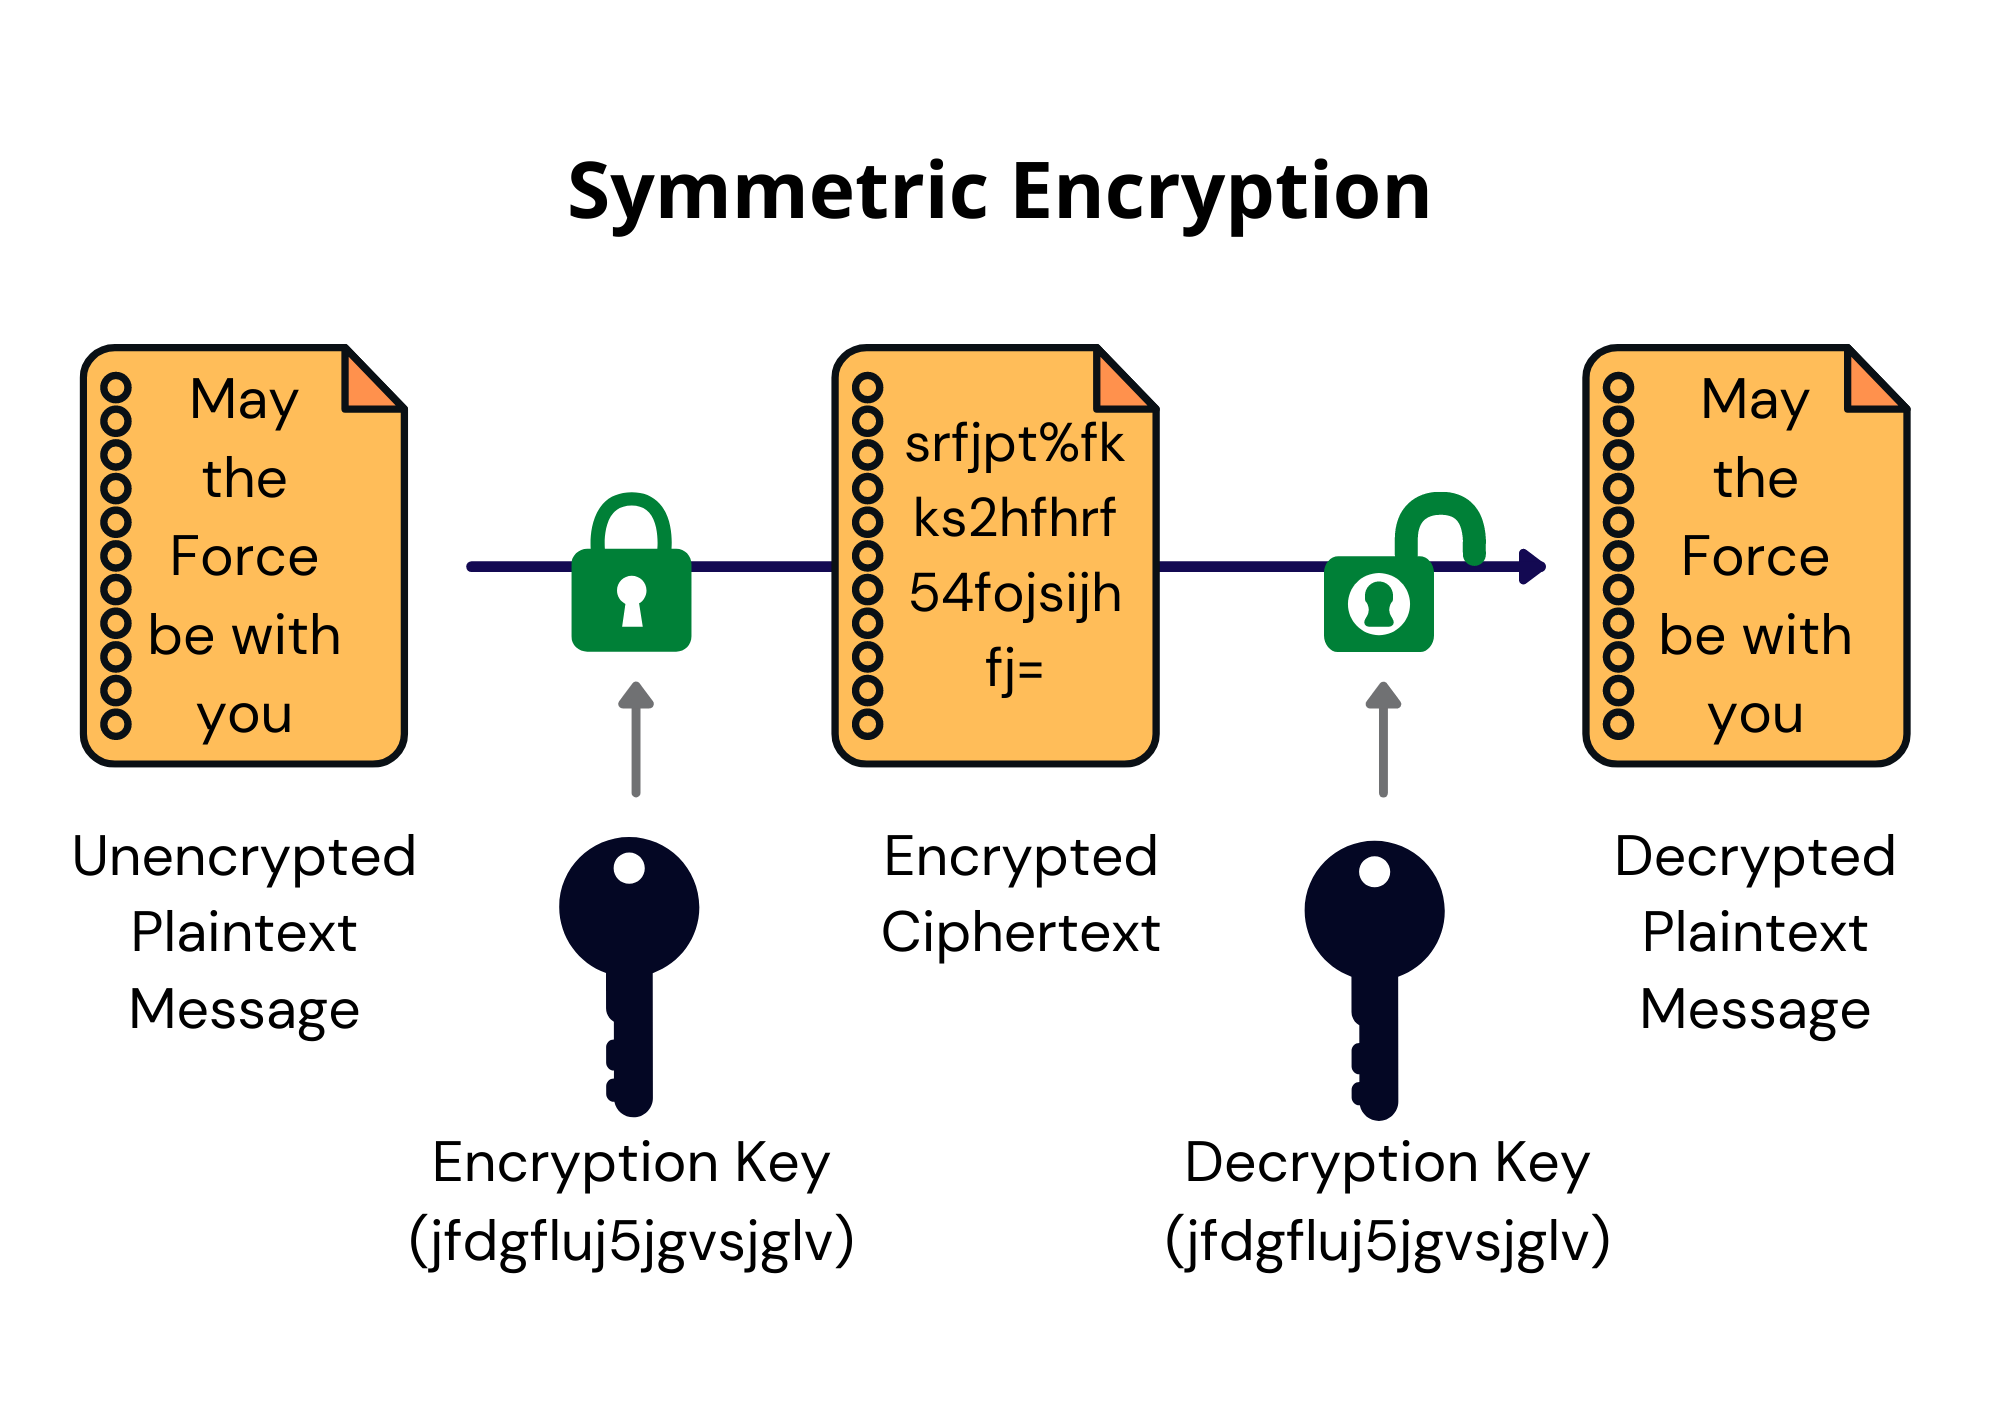 Symmetric Encryption
May
the
Force
be with
you
srfjpt%fk
ks2hfhrf
54fojsijh
fj=
May
the
Force
be with
you
Unencrypted
Plaintext
Message
Encrypted
Ciphertext
Decrypted
Plaintext
Message
Encryption Key
(jfdgfluj5jgvsjglv)
Decryption Key
(jfdgfluj5jgvsjglv)